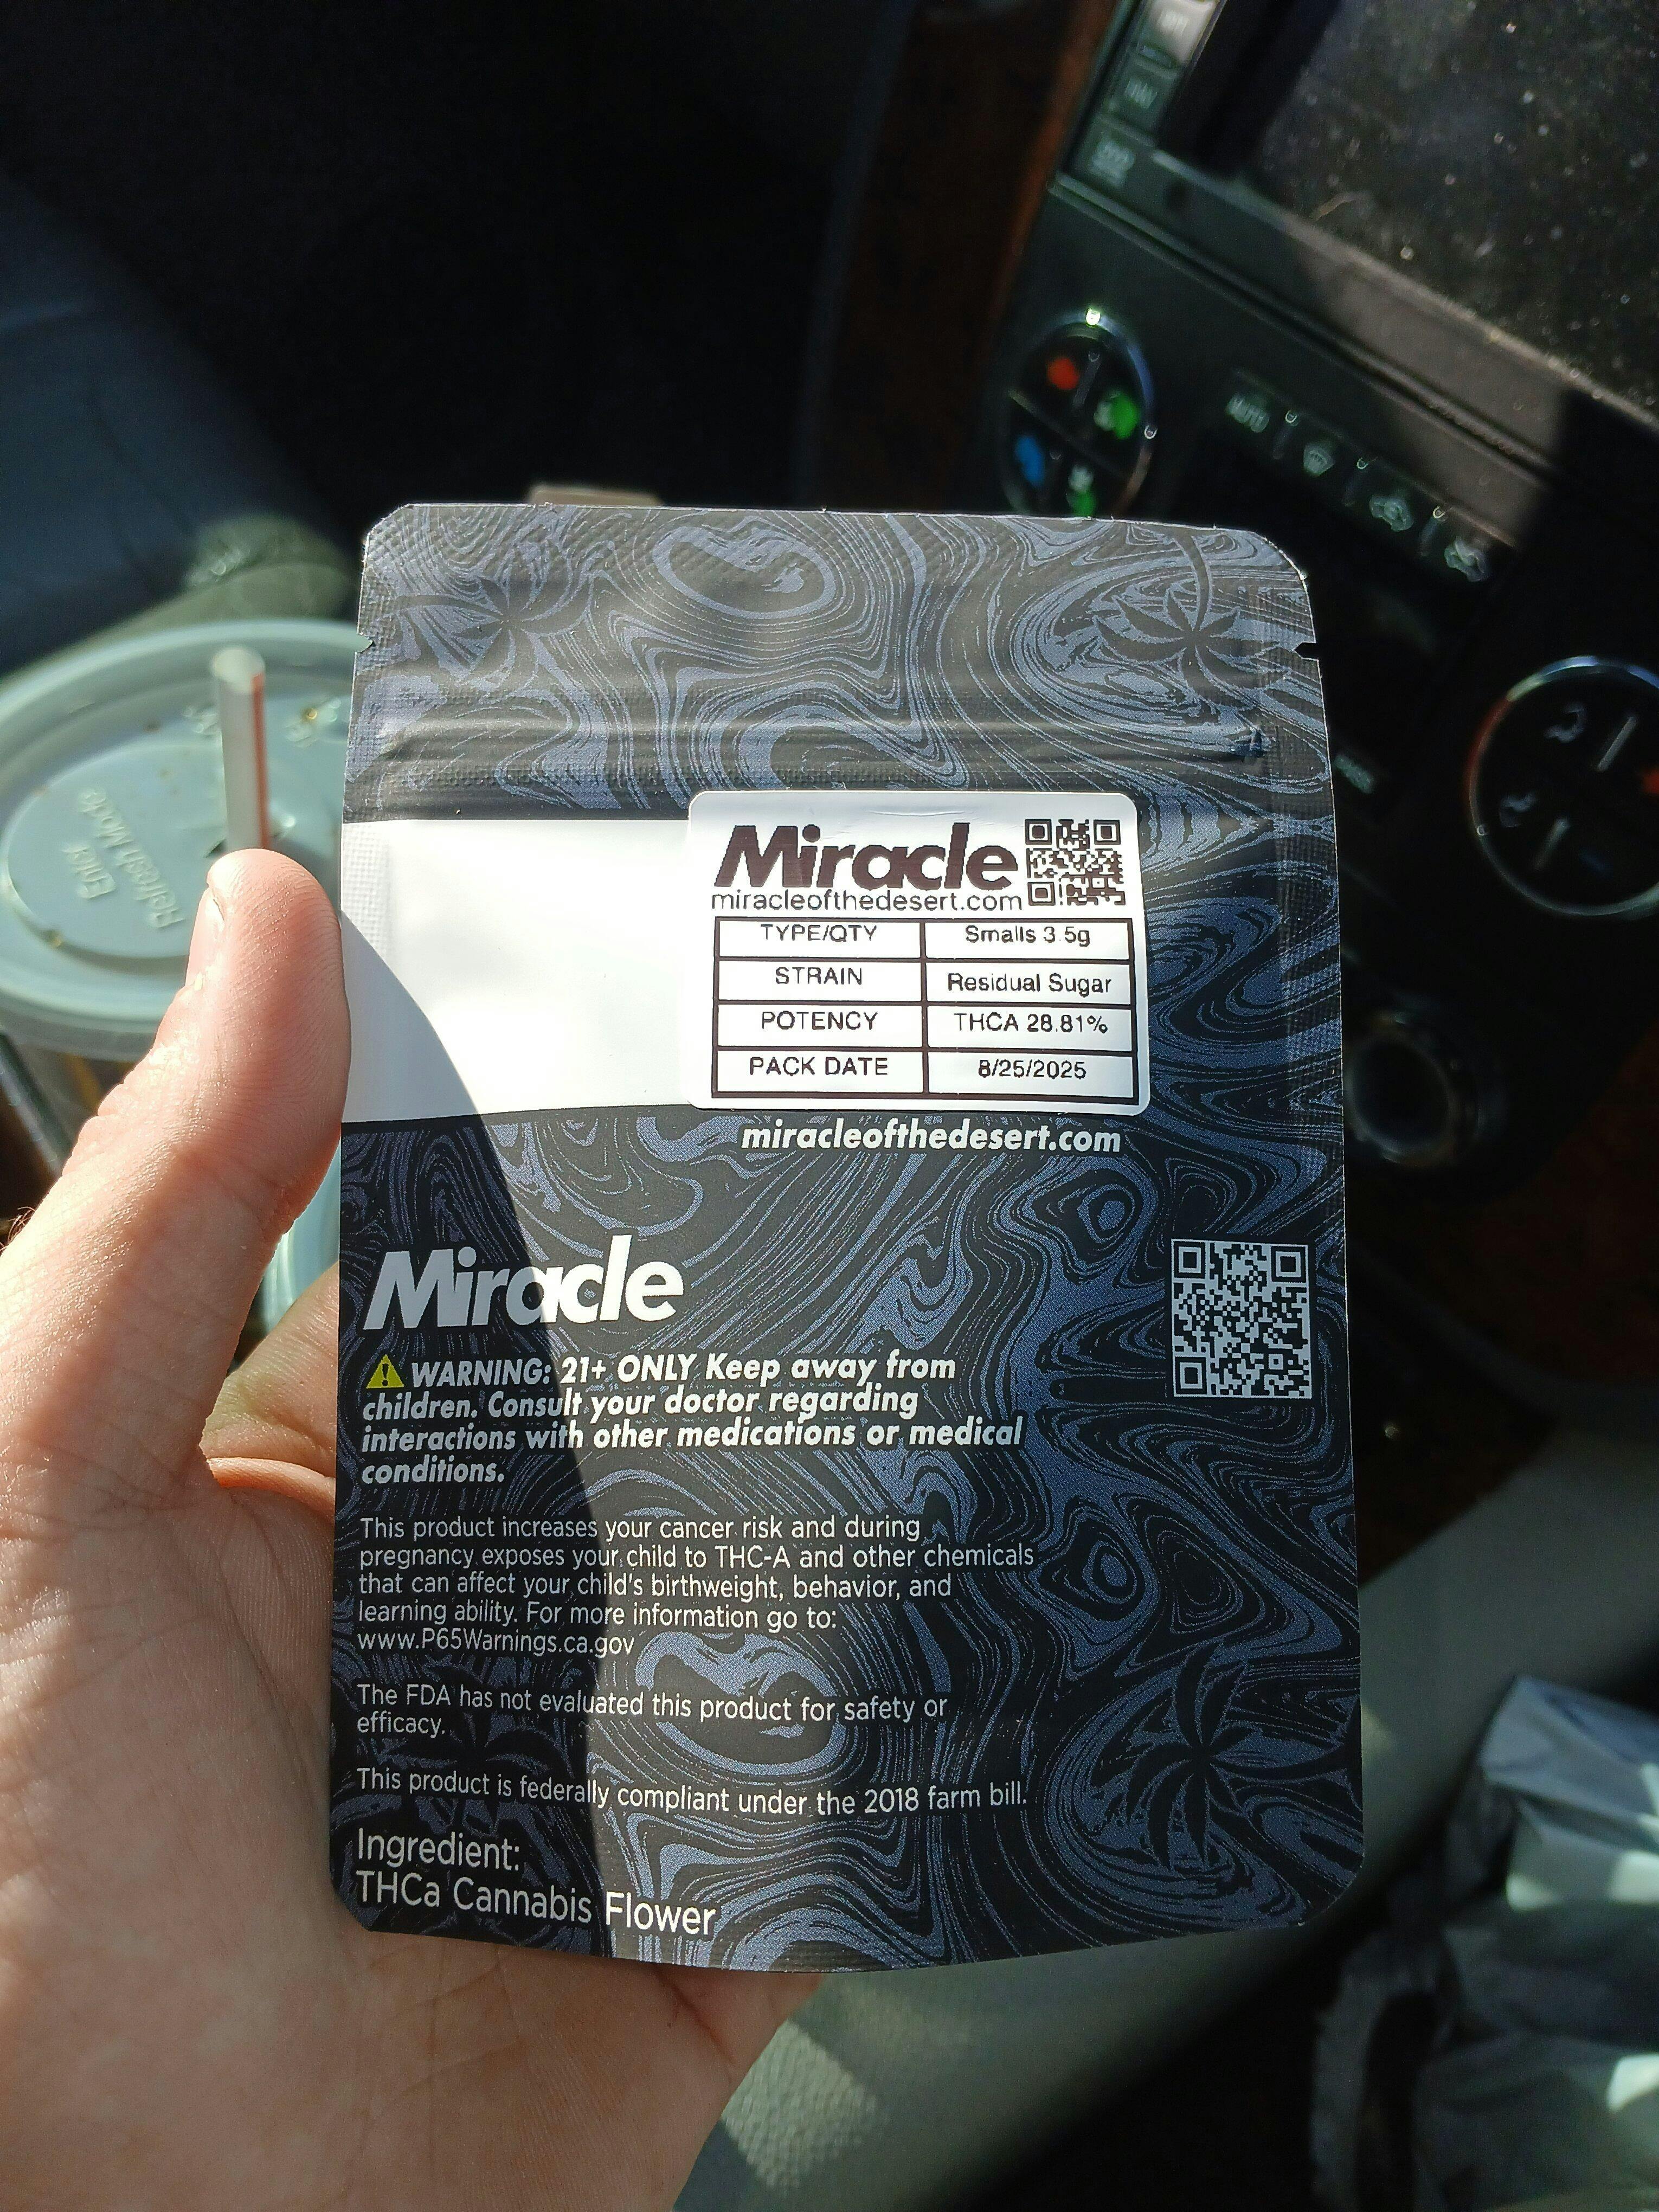 AUTO
Enter
Refresh Mode
Miracle
miracleofthedesert.com
TYPE/QTY Smalls 3.5g
STRAIN Residual Sugar
POTENCY THCA 28.81%
PACK DATE 8/25/2025
miracleofthedesert.com
Miracle
WARNING: 21+ ONLY Keep away from
children. Consult your doctor regarding
interactions with other medications or medical
conditions.
This product increases your cancer risk and during
pregnancy exposes your child to THC-A and other chemicals
that can affect your child's birthweight, behavior, and
learning ability. For more information go to:
www.P65Warnings.ca.gov
The FDA has not evaluated this product for safety or
efficacy.
This product is federally compliant under the 2018 farm bill.
Ingredient:
THCa Cannabis Flower